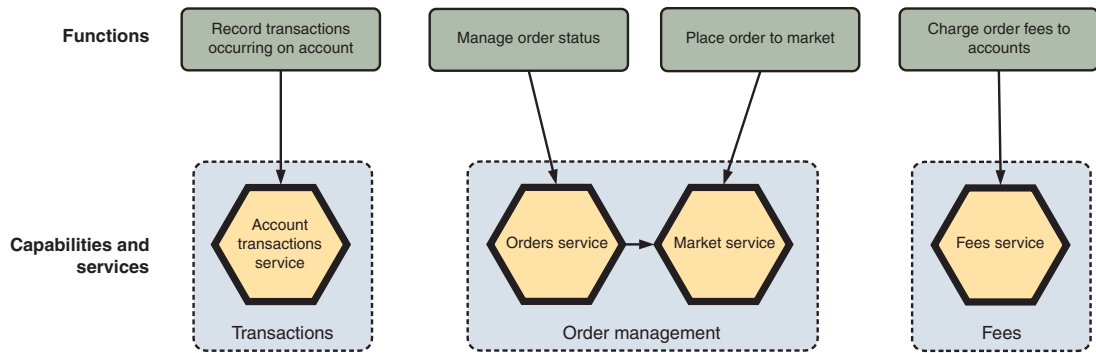 Functions
Record transactions
occurring on account
Manage order status
Place order to market
Charge order fees to
accounts
Capabilities and
services
Account
transactions
service
Orders service
Market service
Fees service
Transactions
Order management
Fees